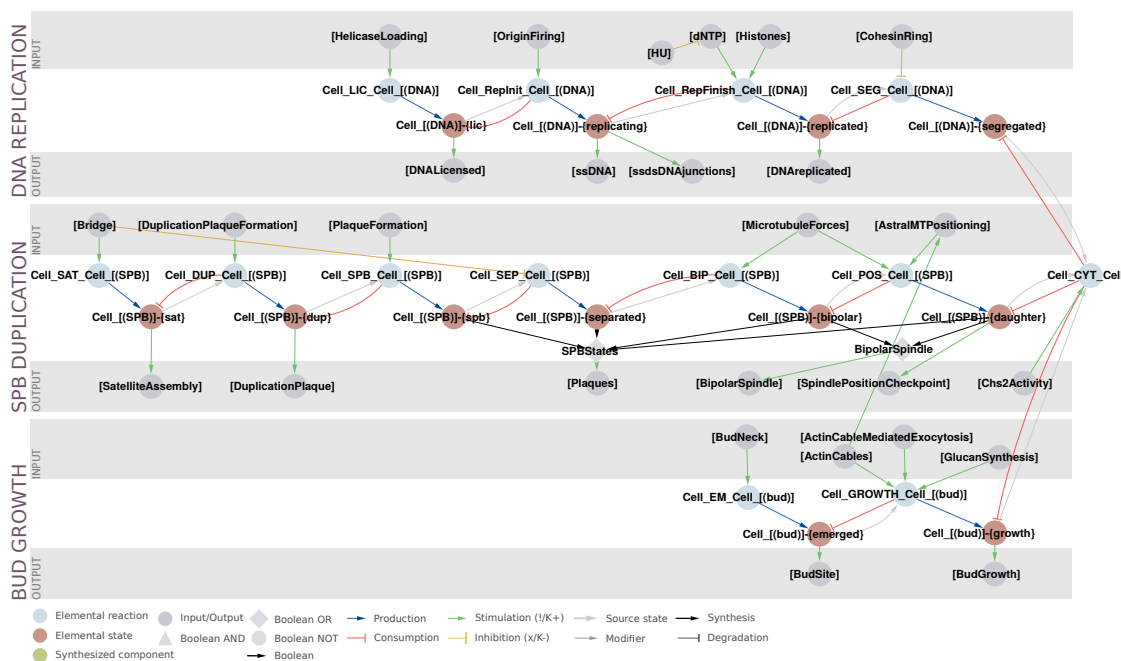 DNA REPLICATION
INPUT
[HelicaseLoading]
[OriginFiring]
[HU]
[dNTP]
[Histones]
[CohesinRing]
Cell_LIC_Cell_[(DNA)]
Cell_RepInit_Cell_[(DNA)]
Cell_RepFinish_Cell_[(DNA)]
Cell_SEG_Cell_[(DNA)]
Cell_[(DNA)]-{lic}
Cell_[(DNA)]-{replicating}
Cell_[(DNA)]-{replicated}
Cell_[(DNA)]-{segregated}
OUTPUT
[DNALicensed]
[ssDNA]
[ssdsDNAjunctions]
[DNAreplicated]
SPB DUPLICATION
INPUT
[Bridge]
[DuplicationPlaqueFormation]
[PlaqueFormation]
[MicrotubuleForces]
[AstralMTPositioning]
Cell_SAT_Cell_[(SPB)]
Cell_DUP_Cell_[(SPB)]
Cell_SPB_Cell_[(SPB)]
Cell_SEP_Cell_[(SPB)]
Cell_BIP_Cell_[(SPB)]
Cell_POS_Cell_[(SPB)]
Cell_CYT_Cell
Cell_[(SPB)]-{sat}
Cell_[(SPB)]-{dup}
Cell_[(SPB)]-{spb}
Cell_[(SPB)]-{separated}
Cell_[(SPB)]-{bipolar}
Cell_[(SPB)]-{daughter}
SPBStates
BipolarSpindle
OUTPUT
[SatelliteAssembly]
[DuplicationPlaque]
[Plaques]
[BipolarSpindle]
[SpindlePositionCheckpoint]
[Chs2Activity]
BUD GROWTH
INPUT
[BudNeck]
[ActinCableMediatedExocytosis]
[ActinCables]
[GlucanSynthesis]
Cell_EM_Cell_[(bud)]
Cell_GROWTH_Cell_[(bud)]
Cell_[(bud)]-{emerged}
Cell_[(bud)]-{growth}
OUTPUT
[BudSite]
[BudGrowth]
Elemental reaction
Input/Output
Boolean OR
Production
Stimulation (!/K+)
Source state
Synthesis
Elemental state
Boolean AND
Boolean NOT
Consumption
Inhibition (x/K-)
Modifier
Degradation
Synthesized component
Boolean